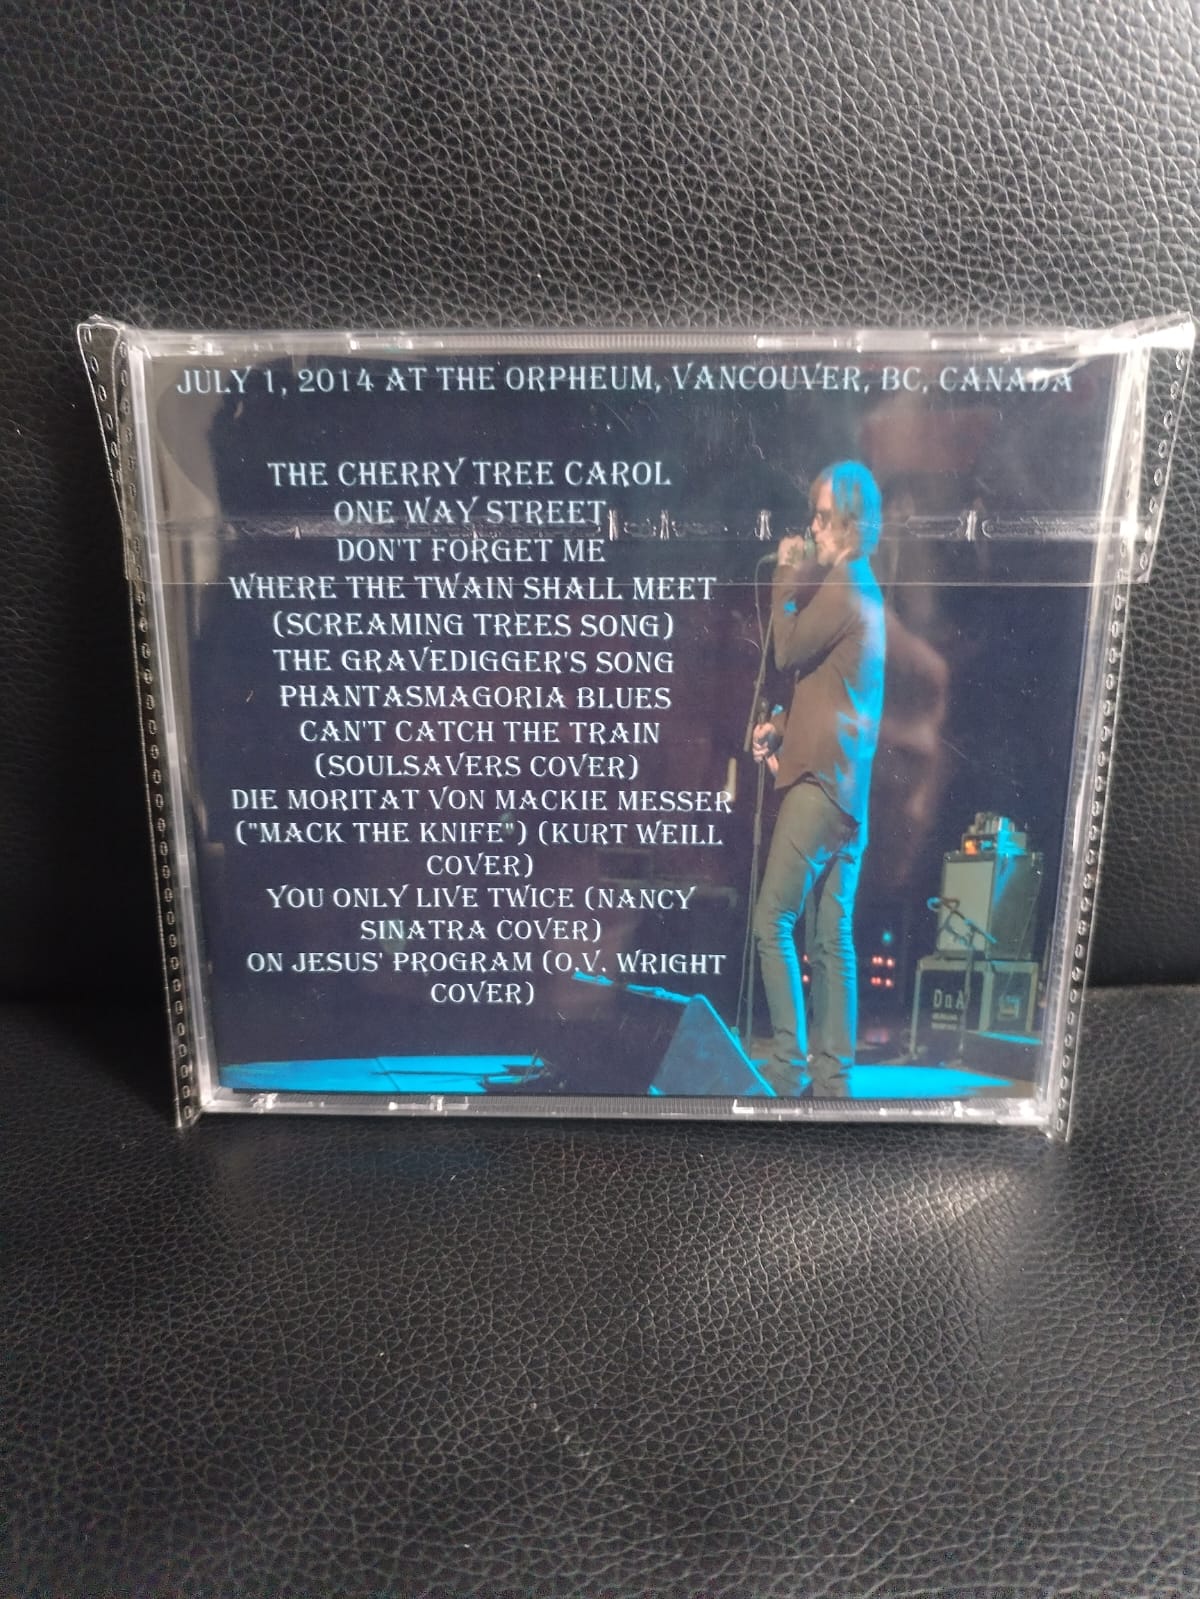 JULY 1, 2014 AT THE ORPHEUM, VANCOUVER, BC, CANADA
THE CHERRY TREE CAROL
ONE WAY STREET
DON'T FORGET ME
WHERE THE TWAIN SHALL MEET
(SCREAMING TREES SONG)
THE GRAVEDIGGER'S SONG
PHANTASMAGORIA BLUES
CAN'T CATCH THE TRAIN
(SOULSAVERS COVER)
DIE MORITAT VON MACKIE MESSER
("MACK THE KNIFE") (KURT WEILL
COVER)
YOU ONLY LIVE TWICE (NANCY
SINATRA COVER)
ON JESUS' PROGRAM (O.V. WRIGHT
COVER)
DnA